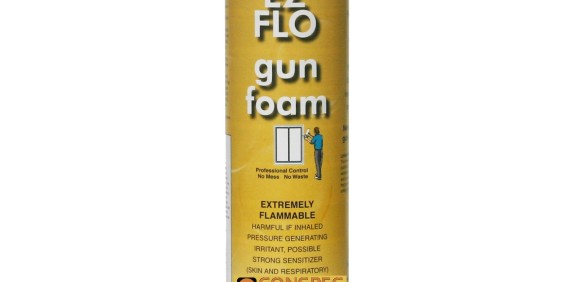 EZ
FLO
gun
foam
Professional Control
No Mess No Waste
EXTREMELY
FLAMMABLE
HARMFUL IF INHALED
PRESSURE GENERATING
IRRITANT, POSSIBLE
STRONG SENSITIZER
(SKIN AND RESPIRATORY)